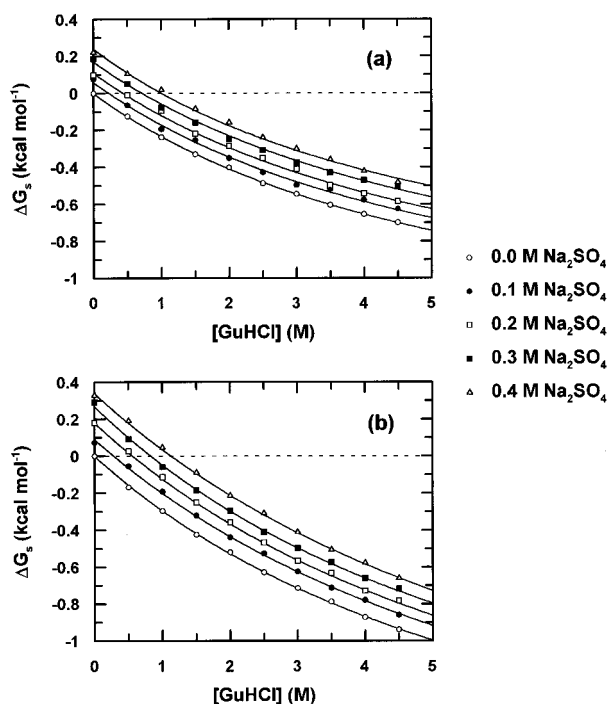 0.4
0.2
0
-0.2
-0.4
-0.6
-0.8
-1
ΔGs (kcal mol⁻¹)
(a)
0 1 2 3 4 5
[GuHCl] (M)
○ 0.0 M Na₂SO₄
● 0.1 M Na₂SO₄
□ 0.2 M Na₂SO₄
■ 0.3 M Na₂SO₄
△ 0.4 M Na₂SO₄
0.4
0.2
0
-0.2
-0.4
-0.6
-0.8
-1
ΔGs (kcal mol⁻¹)
(b)
0 1 2 3 4 5
[GuHCl] (M)